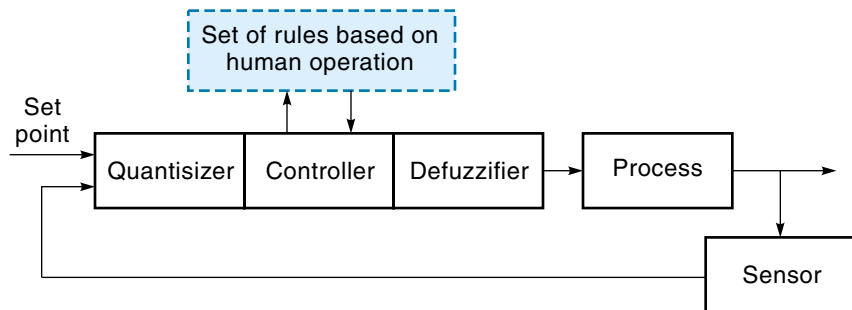 Set of rules based on
human operation
Set
point
Quantisizer
Controller
Defuzzifier
Process
Sensor